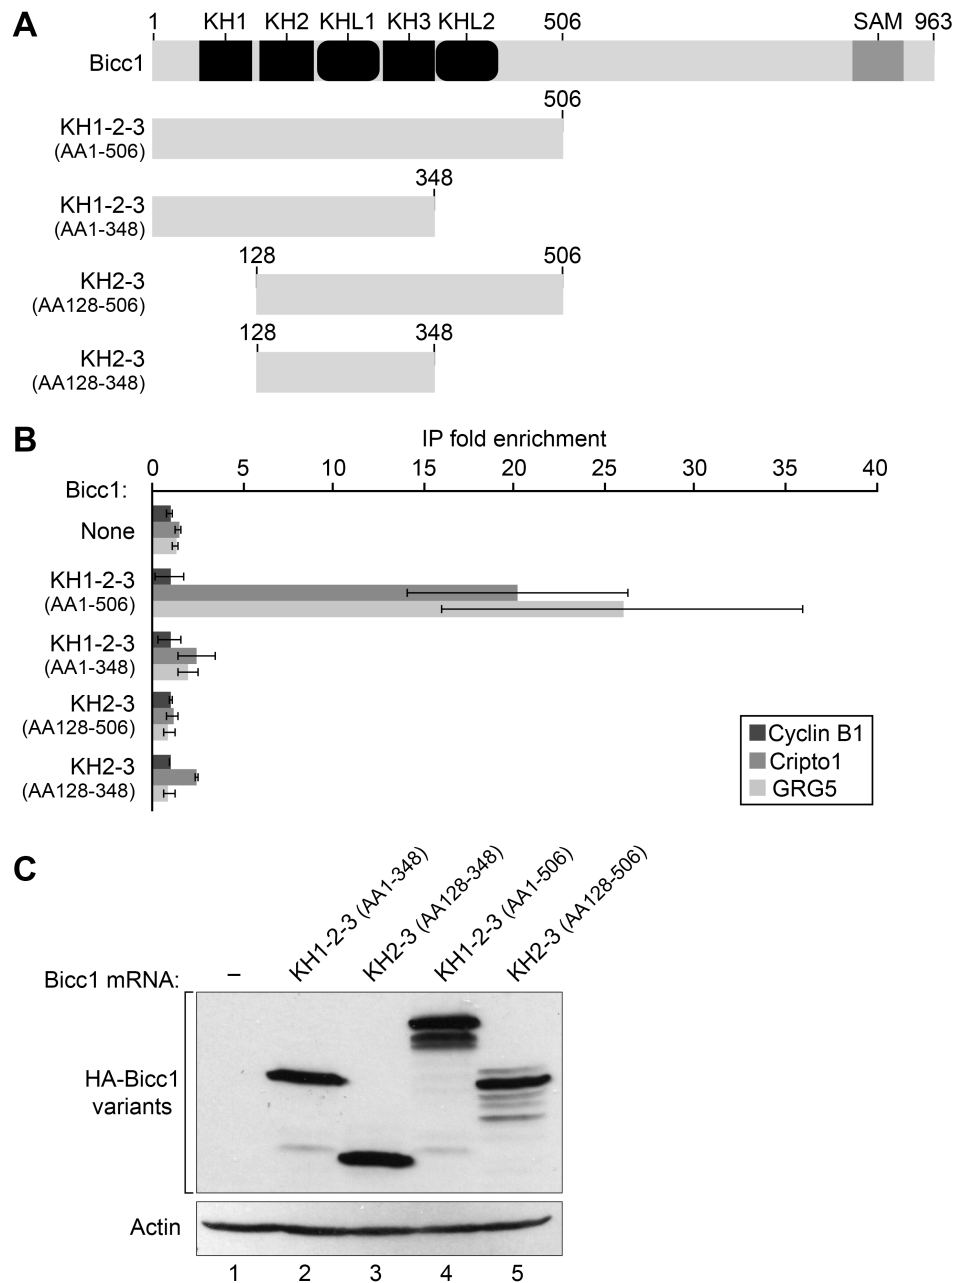 A
1 KH1 KH2 KHL1 KH3 KHL2 506 SAM 963
Bicc1
506
KH1-2-3
(AA1-506)
348
KH1-2-3
(AA1-348)
128 506
KH2-3
(AA128-506)
128 348
KH2-3
(AA128-348)
B
IP fold enrichment
0 5 10 15 20 25 30 35 40
Bicc1:
None
KH1-2-3
(AA1-506)
KH1-2-3
(AA1-348)
KH2-3
(AA128-506)
KH2-3
(AA128-348)
Cyclin B1
Cripto1
GRG5
C
Bicc1 mRNA: – KH1-2-3 (AA1-348) KH2-3 (AA128-348) KH1-2-3 (AA1-506) KH2-3 (AA128-506)
HA-Bicc1
variants
Actin
1 2 3 4 5